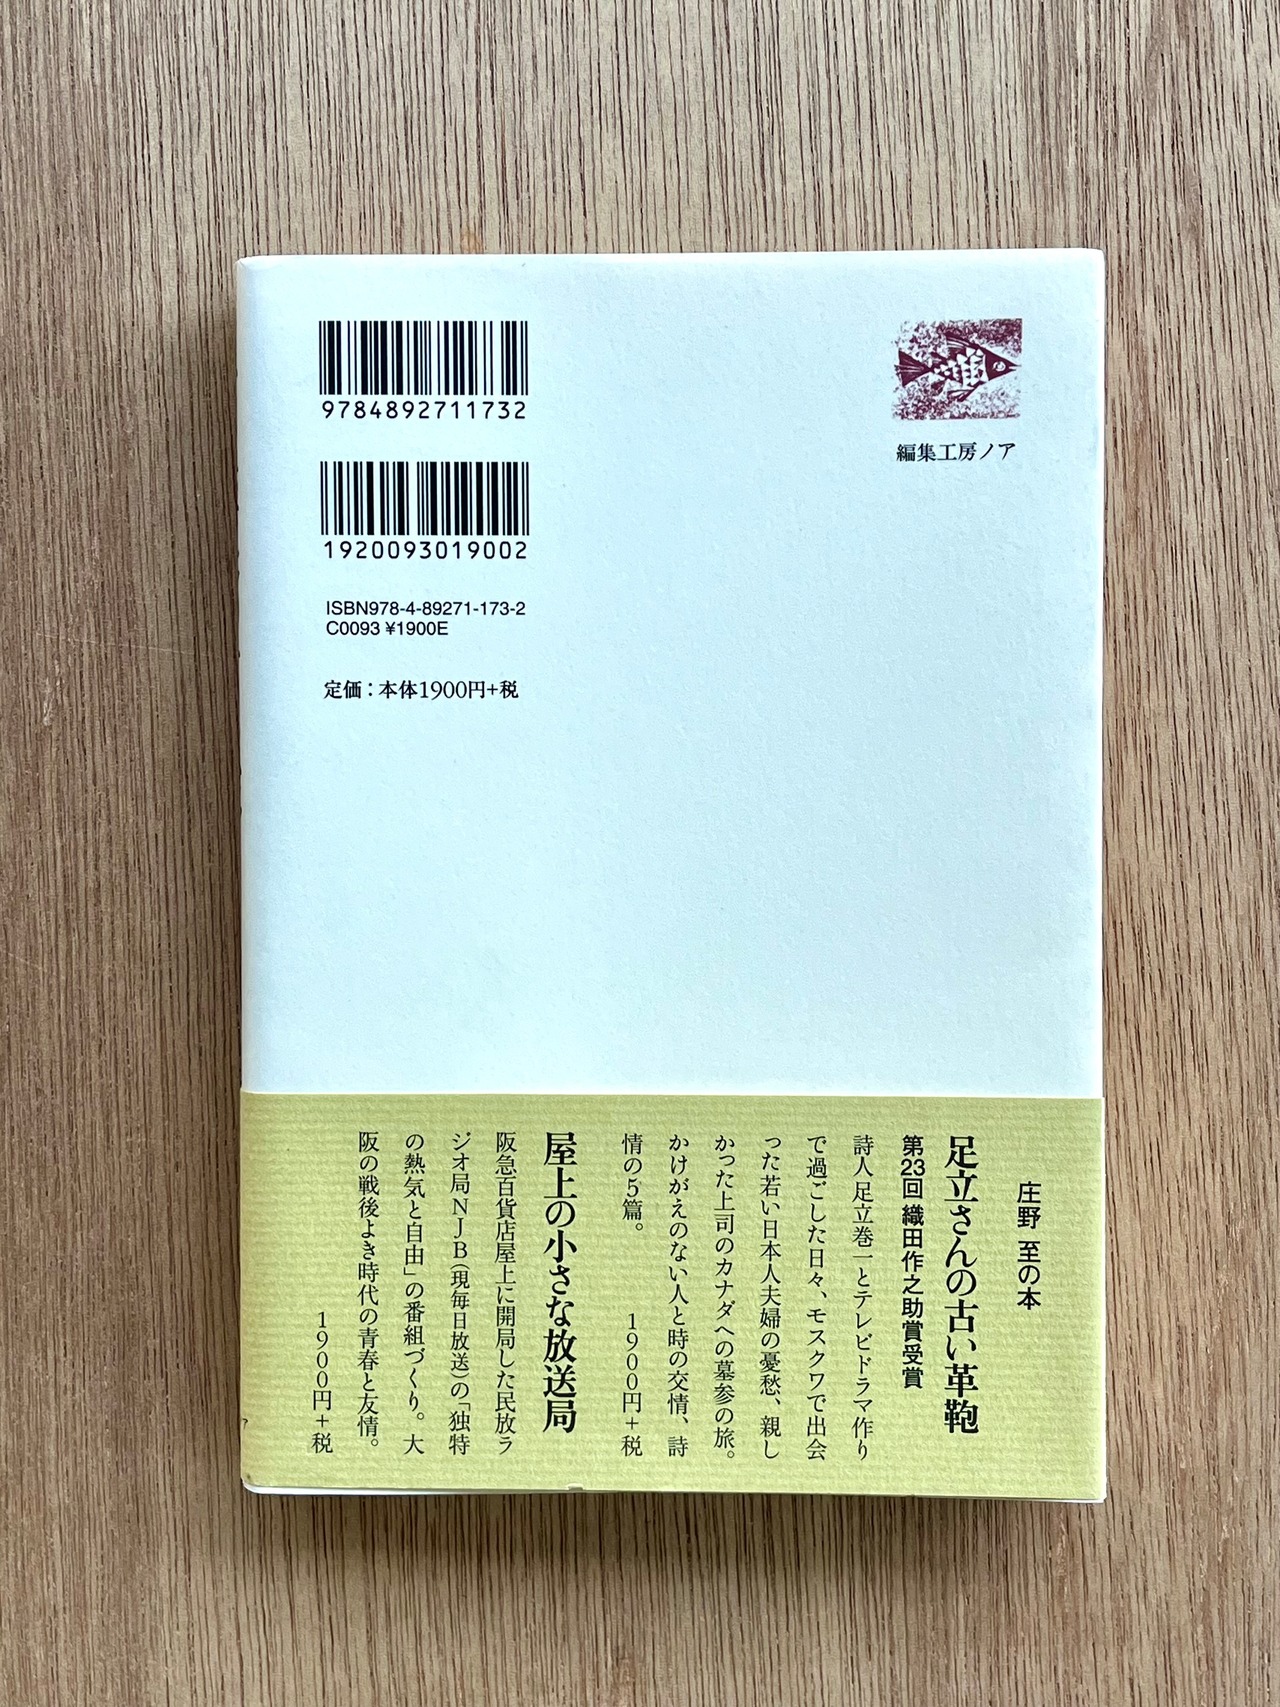 9784892711732
1920093019002
ISBN978-4-89271-173-2
C0093 ¥1900E
定価：本体1900円+税
編集工房ノア
庄野 至の本
足立さんの古い革鞄
第23回 織田作之助賞受賞
詩人足立巻一とテレビドラマ作り
で過ごした日々、モスクワで出会
った若い日本人夫婦の憂愁、親し
かった上司のカナダへの墓参の旅。
かけがえのない人と時の交情、詩
情の5篇。　1900円+税
屋上の小さな放送局
阪急百貨店屋上に開局した民放ラ
ジオ局NJB（現毎日放送）の「独特
の熱気と自由」の番組づくり。大
阪の戦後よき時代の青春と友情。
1900円+税